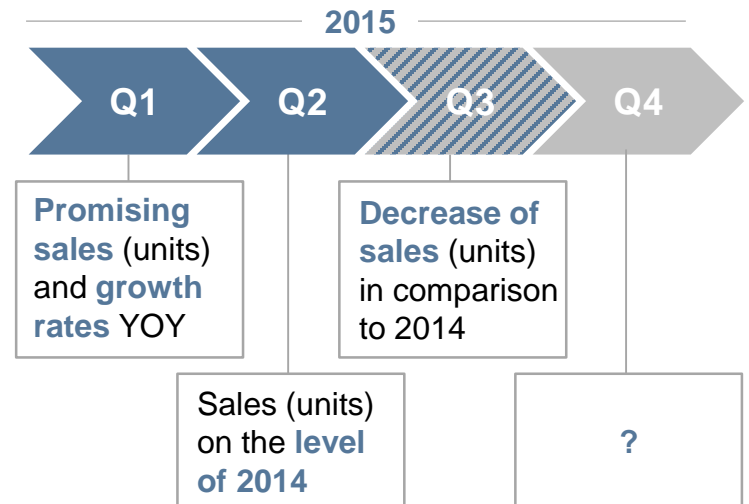 2015
Q1
Q2
Q3
Q4
Promising
sales (units)
and growth
rates YOY
Sales (units)
on the level
of 2014
Decrease of
sales (units)
in comparison
to 2014
?